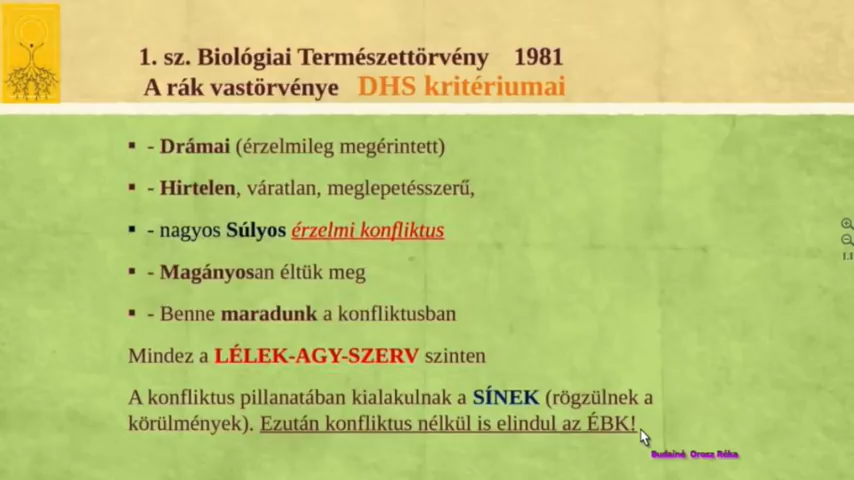 1. sz. Biológiai Természettörvény 1981
A rák vastörvénye DHS kritériumai
- Drámai (érzelmileg megérintett)
- Hirtelen, váratlan, meglepetésszerű,
- nagyos Súlyos érzelmi konfliktus
- Magányosan éltük meg
- Benne maradunk a konfliktusban
Mindez a LÉLEK-AGY-SZERV szinten
A konfliktus pillanatában kialakulnak a SÍNEK (rögzülnek a
körülmények). Ezután konfliktus nélkül is elindul az ÉBK!
Budainé Orosz Réka